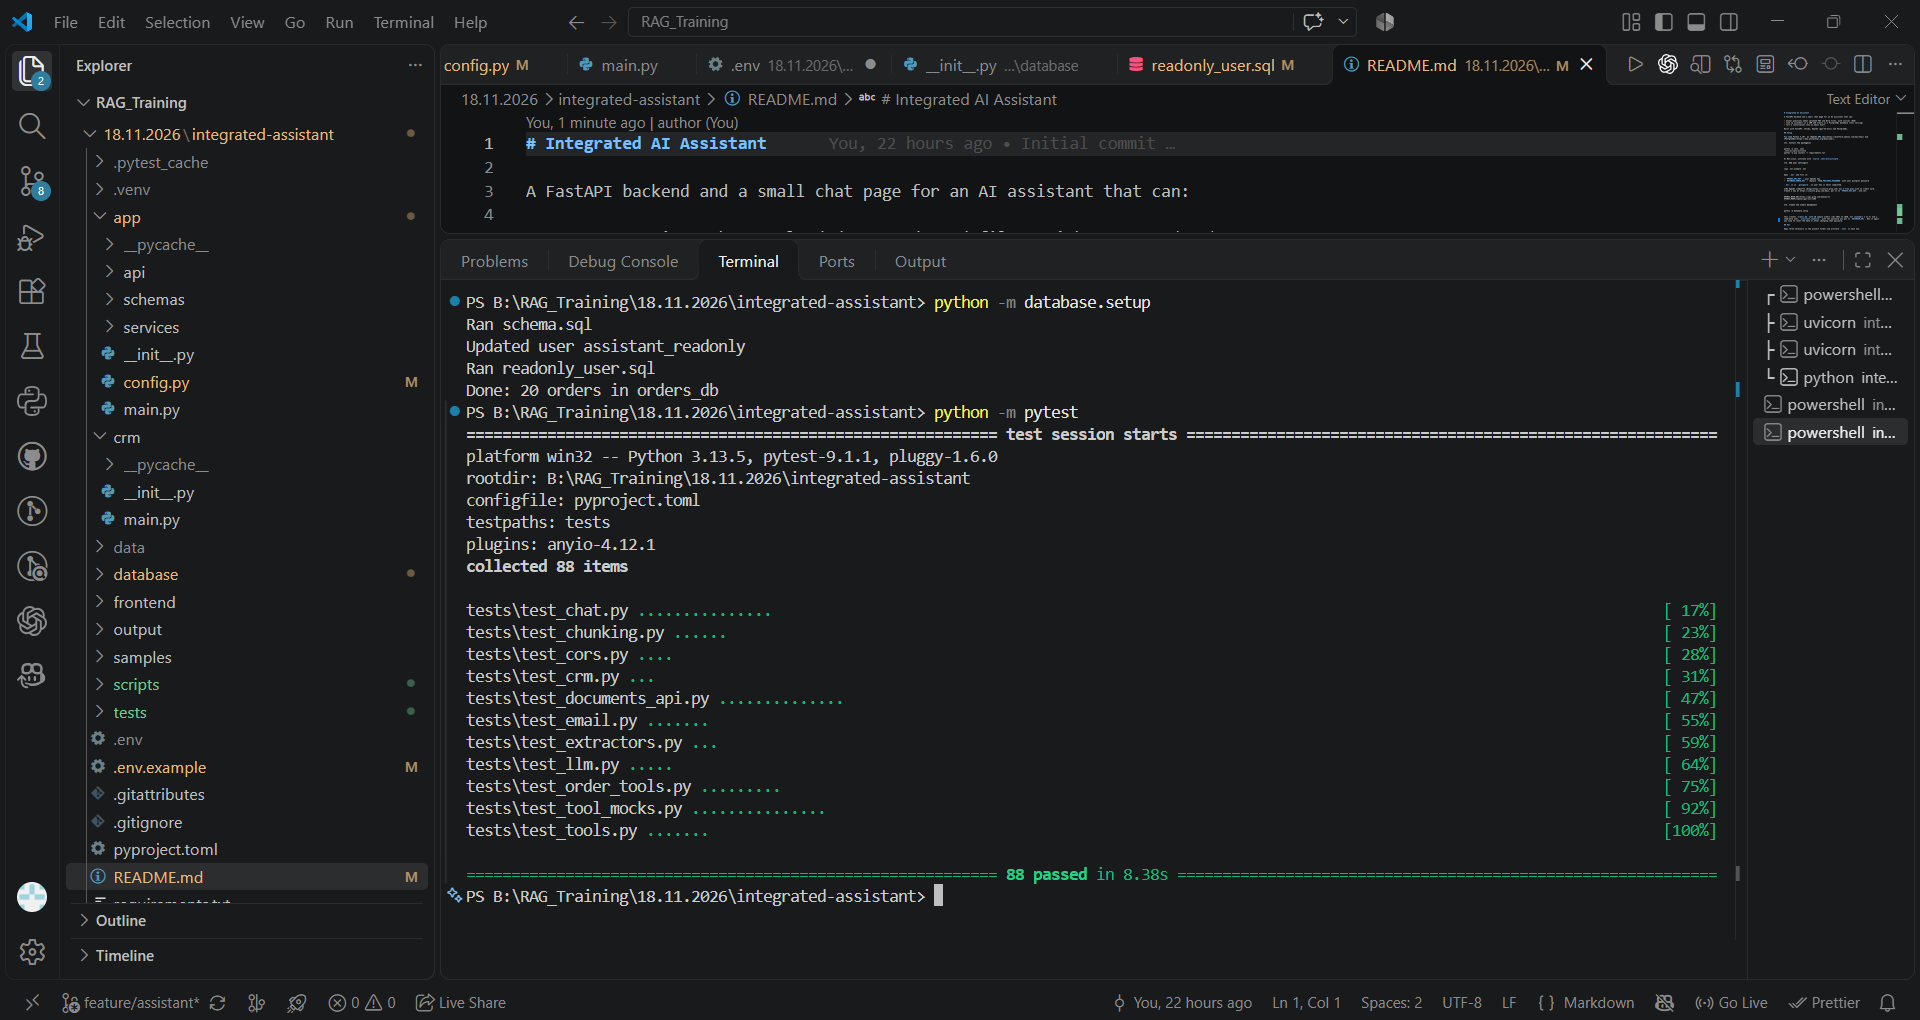 File Edit Selection View Go Run Terminal Help
RAG_Training
Explorer
RAG_Training
18.11.2026 \ integrated-assistant
.pytest_cache
.venv
app
__pycache__
api
schemas
services
__init__.py
config.py M
main.py
crm
__pycache__
__init__.py
main.py
data
database
frontend
output
samples
scripts
tests
.env
.env.example M
.gitattributes
.gitignore
pyproject.toml
README.md M
requirements.txt
Outline
Timeline
2
8
config.py M main.py .env 18.11.2026\... __init__.py ...\database readonly_user.sql M README.md 18.11.2026\... M
18.11.2026 > integrated-assistant > README.md > abc # Integrated AI Assistant
Text Editor
You, 1 minute ago | author (You)
1 # Integrated AI Assistant You, 22 hours ago • Initial commit …
2
3 A FastAPI backend and a small chat page for an AI assistant that can:
4
Problems Debug Console Terminal Ports Output
PS B:\RAG_Training\18.11.2026\integrated-assistant> python -m database.setup
Ran schema.sql
Updated user assistant_readonly
Ran readonly_user.sql
Done: 20 orders in orders_db
PS B:\RAG_Training\18.11.2026\integrated-assistant> python -m pytest
=========================================================== test session starts ===========================================================
platform win32 -- Python 3.13.5, pytest-9.1.1, pluggy-1.6.0
rootdir: B:\RAG_Training\18.11.2026\integrated-assistant
configfile: pyproject.toml
testpaths: tests
plugins: anyio-4.12.1
collected 88 items
tests\test_chat.py ............... [ 17%]
tests\test_chunking.py ...... [ 23%]
tests\test_cors.py .... [ 28%]
tests\test_crm.py ... [ 31%]
tests\test_documents_api.py .............. [ 47%]
tests\test_email.py ....... [ 55%]
tests\test_extractors.py ... [ 59%]
tests\test_llm.py ..... [ 64%]
tests\test_order_tools.py ......... [ 75%]
tests\test_tool_mocks.py ............... [ 92%]
tests\test_tools.py ....... [100%]
=========================================================== 88 passed in 8.38s ============================================================
PS B:\RAG_Training\18.11.2026\integrated-assistant>
powershell...
uvicorn int...
uvicorn int...
python inte...
powershell in...
powershell in...
feature/assistant* 0 0 Live Share You, 22 hours ago Ln 1, Col 1 Spaces: 2 UTF-8 LF { } Markdown Go Live Prettier